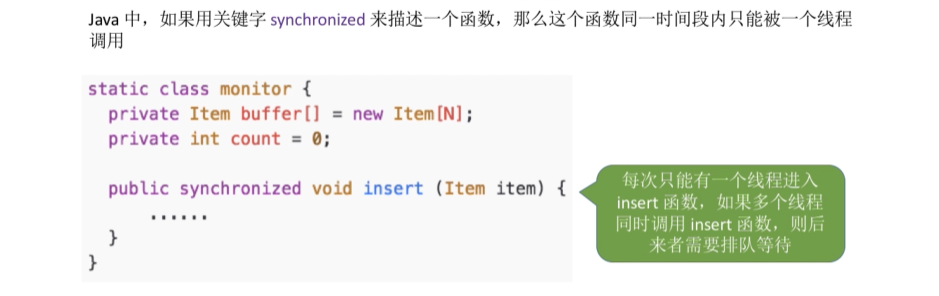 Java 中，如果用关键字 synchronized 来描述一个函数，那么这个函数同一时间段内只能被一个线程
调用
static class monitor {
private Item buffer[] = new Item[N];
private int count = 0;
public synchronized void insert (Item item) {
......
}
}
每次只能有一个线程进入
insert 函数，如果多个线程
同时调用 insert 函数，则后
来者需要排队等待